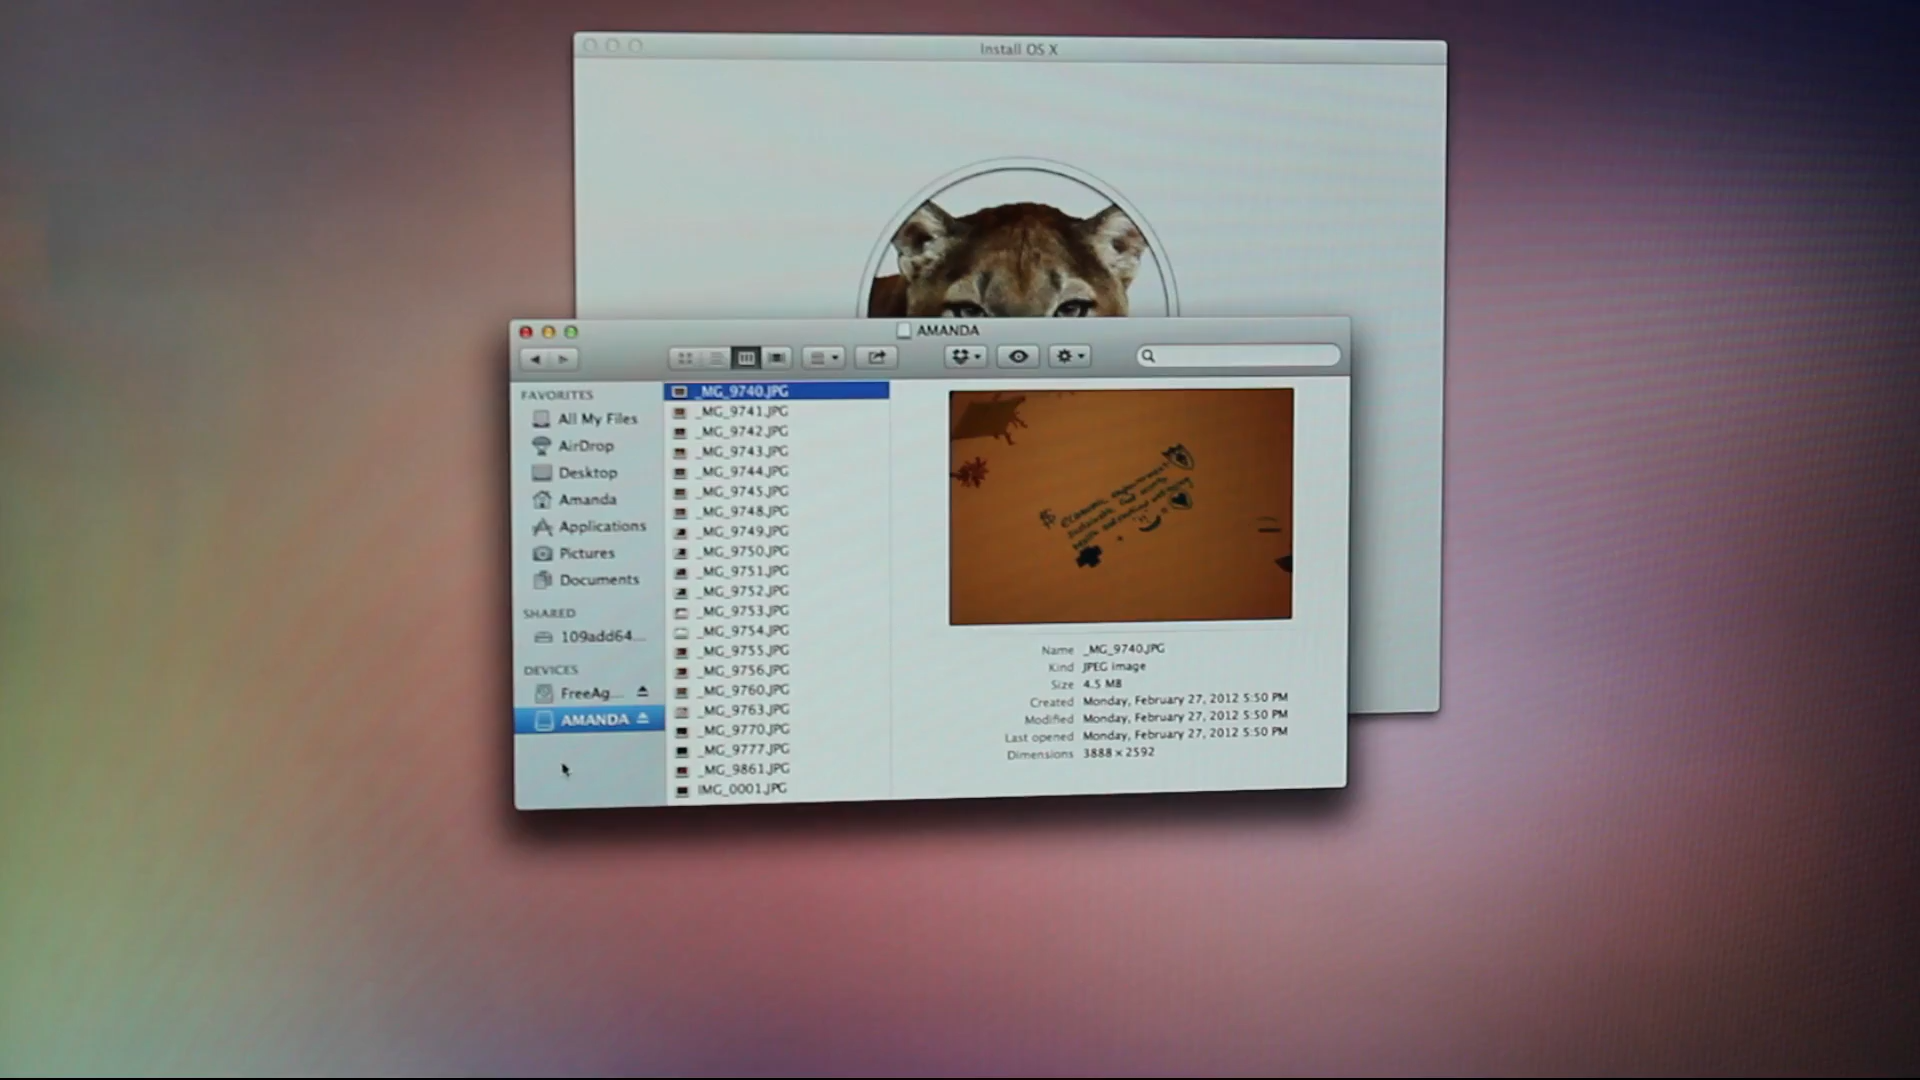 Install OS X
AMANDA
FAVORITES
All My Files
AirDrop
Desktop
Amanda
Applications
Pictures
Documents
SHARED
109add64...
DEVICES
FreeAg...
AMANDA
_MG_9740.JPG
_MG_9741.JPG
_MG_9742.JPG
_MG_9743.JPG
_MG_9744.JPG
_MG_9745.JPG
_MG_9748.JPG
_MG_9749.JPG
_MG_9750.JPG
_MG_9751.JPG
_MG_9752.JPG
_MG_9753.JPG
_MG_9754.JPG
_MG_9755.JPG
_MG_9756.JPG
_MG_9760.JPG
_MG_9763.JPG
_MG_9770.JPG
_MG_9777.JPG
_MG_9861.JPG
IMG_0001.JPG
Name _MG_9740.JPG
Kind JPEG image
Size 4.5 MB
Created Monday, February 27, 2012 5:50 PM
Modified Monday, February 27, 2012 5:50 PM
Last opened Monday, February 27, 2012 5:50 PM
Dimensions 3888 × 2592